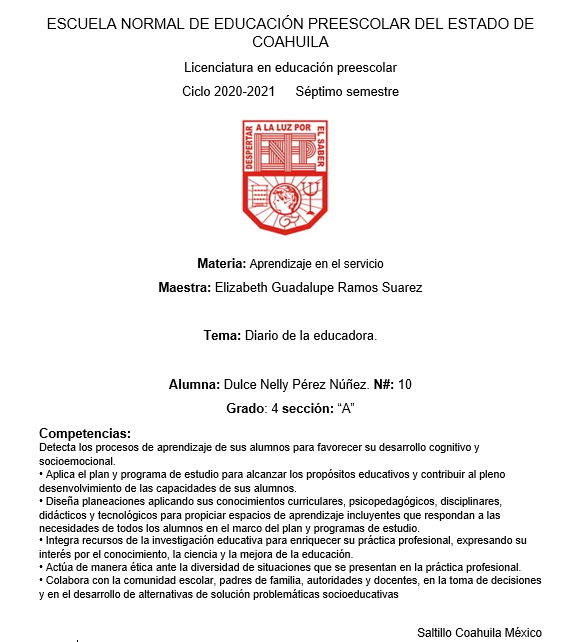 ESCUELA NORMAL DE EDUCACIÓN PREESCOLAR DEL ESTADO DE
COAHUILA
Licenciatura en educación preescolar
Ciclo 2020-2021 Séptimo semestre
DESPERTAR A LA LUZ POR EL SABER
ENEP
Materia: Aprendizaje en el servicio
Maestra: Elizabeth Guadalupe Ramos Suarez
Tema: Diario de la educadora.
Alumna: Dulce Nelly Pérez Núñez. N#: 10
Grado: 4 sección: “A”
Competencias:
Detecta los procesos de aprendizaje de sus alumnos para favorecer su desarrollo cognitivo y
socioemocional.
• Aplica el plan y programa de estudio para alcanzar los propósitos educativos y contribuir al pleno
desenvolvimiento de las capacidades de sus alumnos.
• Diseña planeaciones aplicando sus conocimientos curriculares, psicopedagógicos, disciplinares,
didácticos y tecnológicos para propiciar espacios de aprendizaje incluyentes que respondan a las
necesidades de todos los alumnos en el marco del plan y programas de estudio.
• Integra recursos de la investigación educativa para enriquecer su práctica profesional, expresando su
interés por el conocimiento, la ciencia y la mejora de la educación.
• Actúa de manera ética ante la diversidad de situaciones que se presentan en la práctica profesional.
• Colabora con la comunidad escolar, padres de familia, autoridades y docentes, en la toma de decisiones
y en el desarrollo de alternativas de solución problemáticas socioeducativas
Saltillo Coahuila México